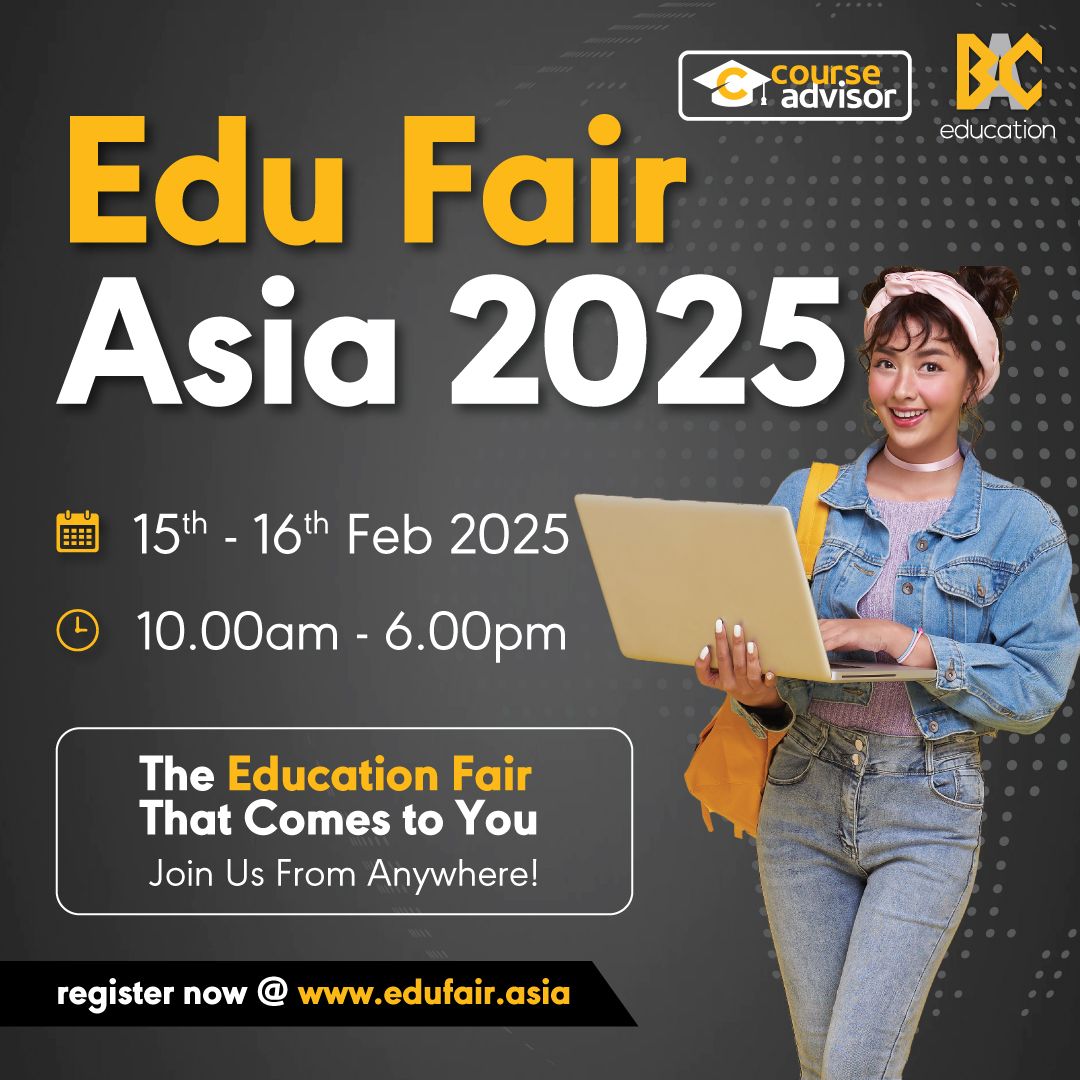 course
advisor
BAC
education
Edu Fair
Asia 2025
15th - 16th Feb 2025
10.00am - 6.00pm
The Education Fair
That Comes to You
Join Us From Anywhere!
register now @ www.edufair.asia